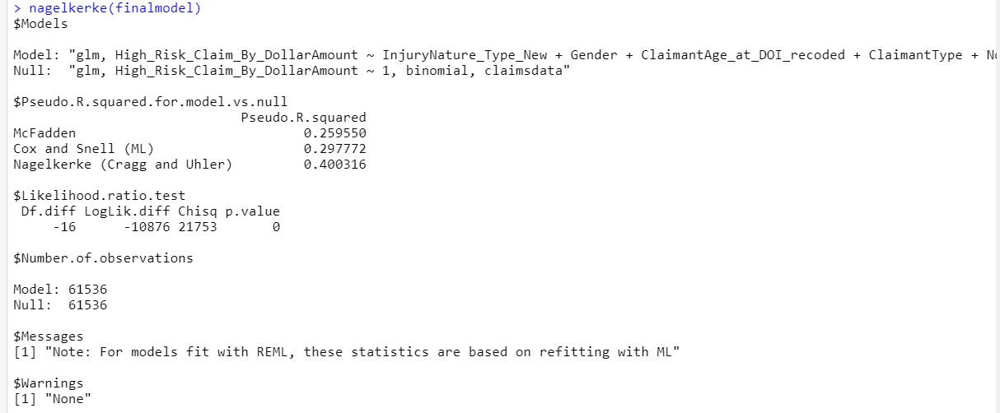 > nagelkerke(finalmodel)
$Models
Model: "glm, High_Risk_Claim_By_DollarAmount ~ InjuryNature_Type_New + Gender + ClaimantAge_at_DOI_recoded + ClaimantType +
Null:  "glm, High_Risk_Claim_By_DollarAmount ~ 1, binomial, claimsdata"
$Pseudo.R.squared.for.model.vs.null
Pseudo.R.squared
McFadden 0.259550
Cox and Snell (ML) 0.297772
Nagelkerke (Cragg and Uhler) 0.400316
$Likelihood.ratio.test
Df.diff LogLik.diff Chisq p.value
-16 -10876 21753 0
$Number.of.observations
Model: 61536
Null:  61536
$Messages
[1] "Note: For models fit with REML, these statistics are based on refitting with ML"
$Warnings
[1] "None"